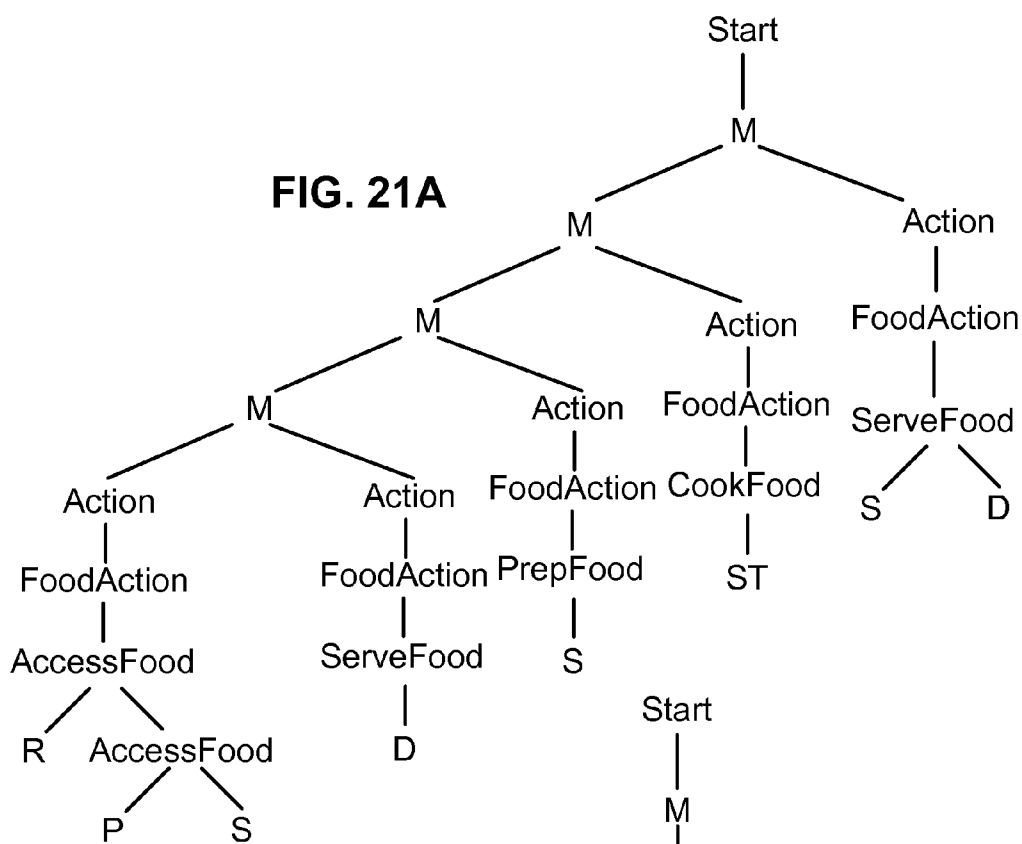 Start
M
FIG. 21A
M
Action
M
Action
FoodAction
M
Action
FoodAction
ServeFood
Action
Action
FoodAction
CookFood
S
D
FoodAction
FoodAction
PrepFood
ST
AccessFood
ServeFood
S
R
AccessFood
D
Start
P
S
M